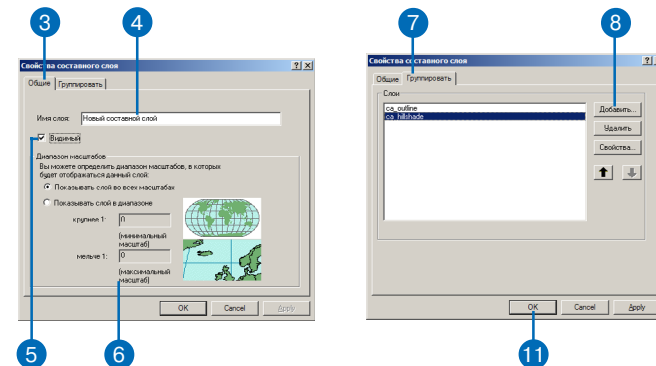 3
4
7
8
Свойства составного слоя
Общие
Группировать
Имя слоя:
Новый составной слой
Видимый
Диапазон масштабов
Вы можете определить диапазон масштабов, в которых
будет отображаться данный слой:
Показывать слой во всех масштабах
Показывать слой в диапазоне
крупнее 1:
0
(минимальный
масштаб)
мельче 1:
0
(максимальный
масштаб)
OK
Cancel
Apply
5
6
Свойства составного слоя
Общие
Группировать
Слои
ca_outline
ca_hillshade
Добавить...
Удалить
Свойства...
OK
Cancel
Apply
11